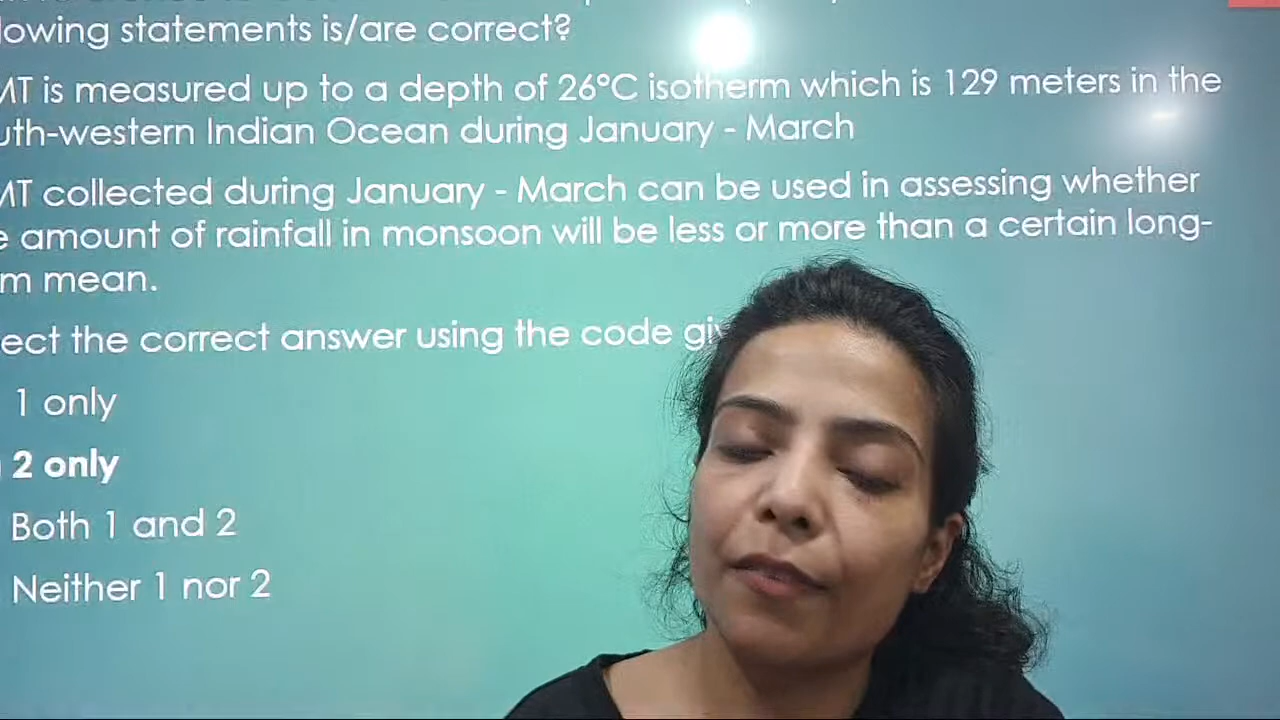 lowing statements is/are correct?
MT is measured up to a depth of 26°C isotherm which is 129 meters in the
uth-western Indian Ocean during January - March
MT collected during January - March can be used in assessing whether
e amount of rainfall in monsoon will be less or more than a certain long-
m mean.
ect the correct answer using the code giv
1 only
2 only
Both 1 and 2
Neither 1 nor 2